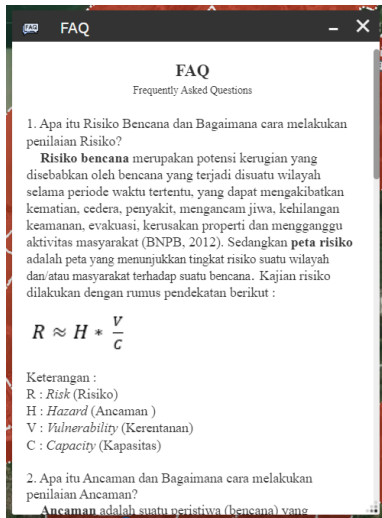 FAQ
FAQ
FAQ
Frequently Asked Questions
1. Apa itu Risiko Bencana dan Bagaimana cara melakukan
penilaian Risiko?
Risiko bencana merupakan potensi kerugian yang
disebabkan oleh bencana yang terjadi disuatu wilayah
selama periode waktu tertentu, yang dapat mengakibatkan
kematian, cedera, penyakit, mengancam jiwa, kehilangan
keamanan, evakuasi, kerusakan properti dan mengganggu
aktivitas masyarakat (BNPB, 2012). Sedangkan peta risiko
adalah peta yang menunjukkan tingkat risiko suatu wilayah
dan/atau masyarakat terhadap suatu bencana. Kajian risiko
dilakukan dengan rumus pendekatan berikut :
R ≈ H * V/C
Keterangan :
R : Risk (Risiko)
H : Hazard (Ancaman )
V : Vulnerability (Kerentanan)
C : Capacity (Kapasitas)
2. Apa itu Ancaman dan Bagaimana cara melakukan
penilaian Ancaman?
Ancaman adalah suatu peristiwa (bencana) yang